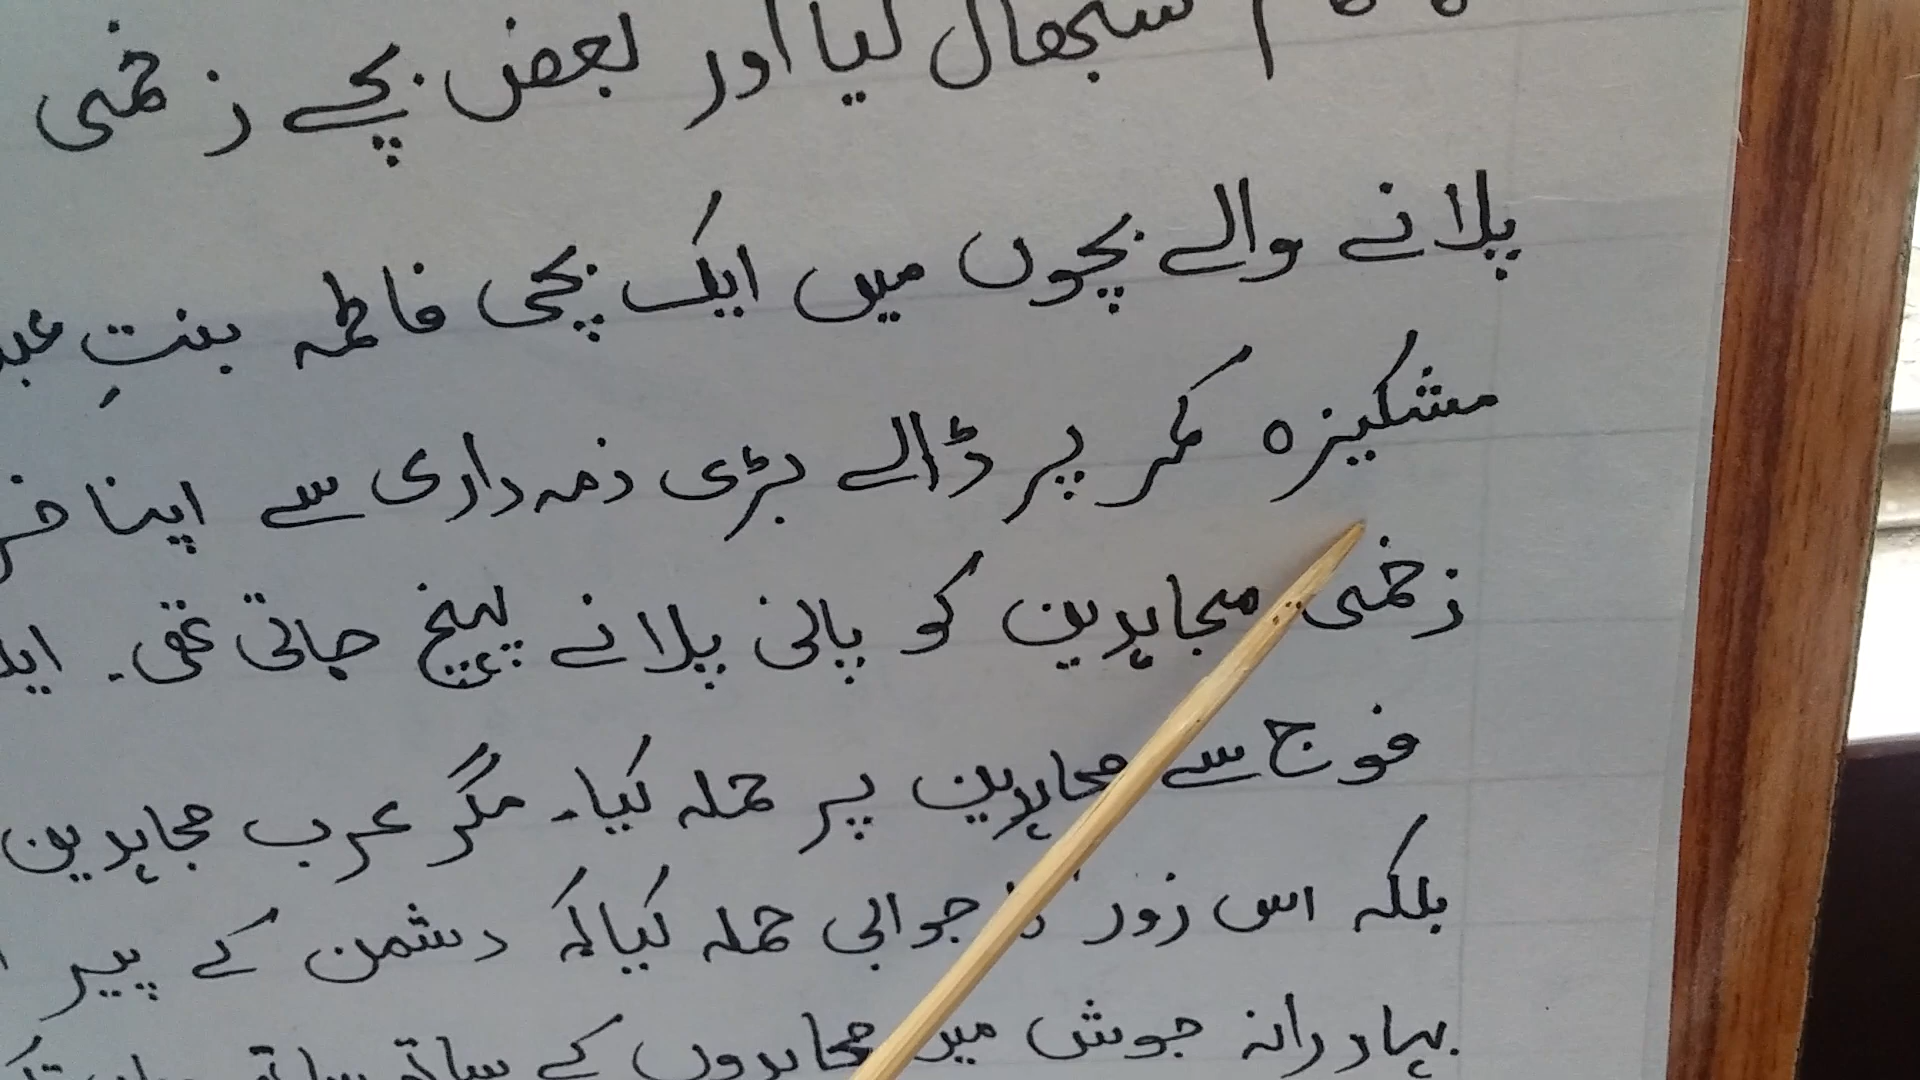 سنبھال لیا اور بعض بچے زخمی
پلانے والے بچوں میں ایک بچی فاطمہ بنتِ
مشکیزہ کمر پر ڈالے بڑی ذمہ داری سے اپنا
زخمی مجاہدین کو پانی پلانے پہنچ جاتی تھی۔
فوج سے مجاہدین پر حملہ کیا۔ مگر عرب مجاہدین
بلکہ اس زور جوابی حملہ کیا کہ دشمن کے پیر
بہادرانہ جوش میں مجاہدوں کے ساتھ ساتھ